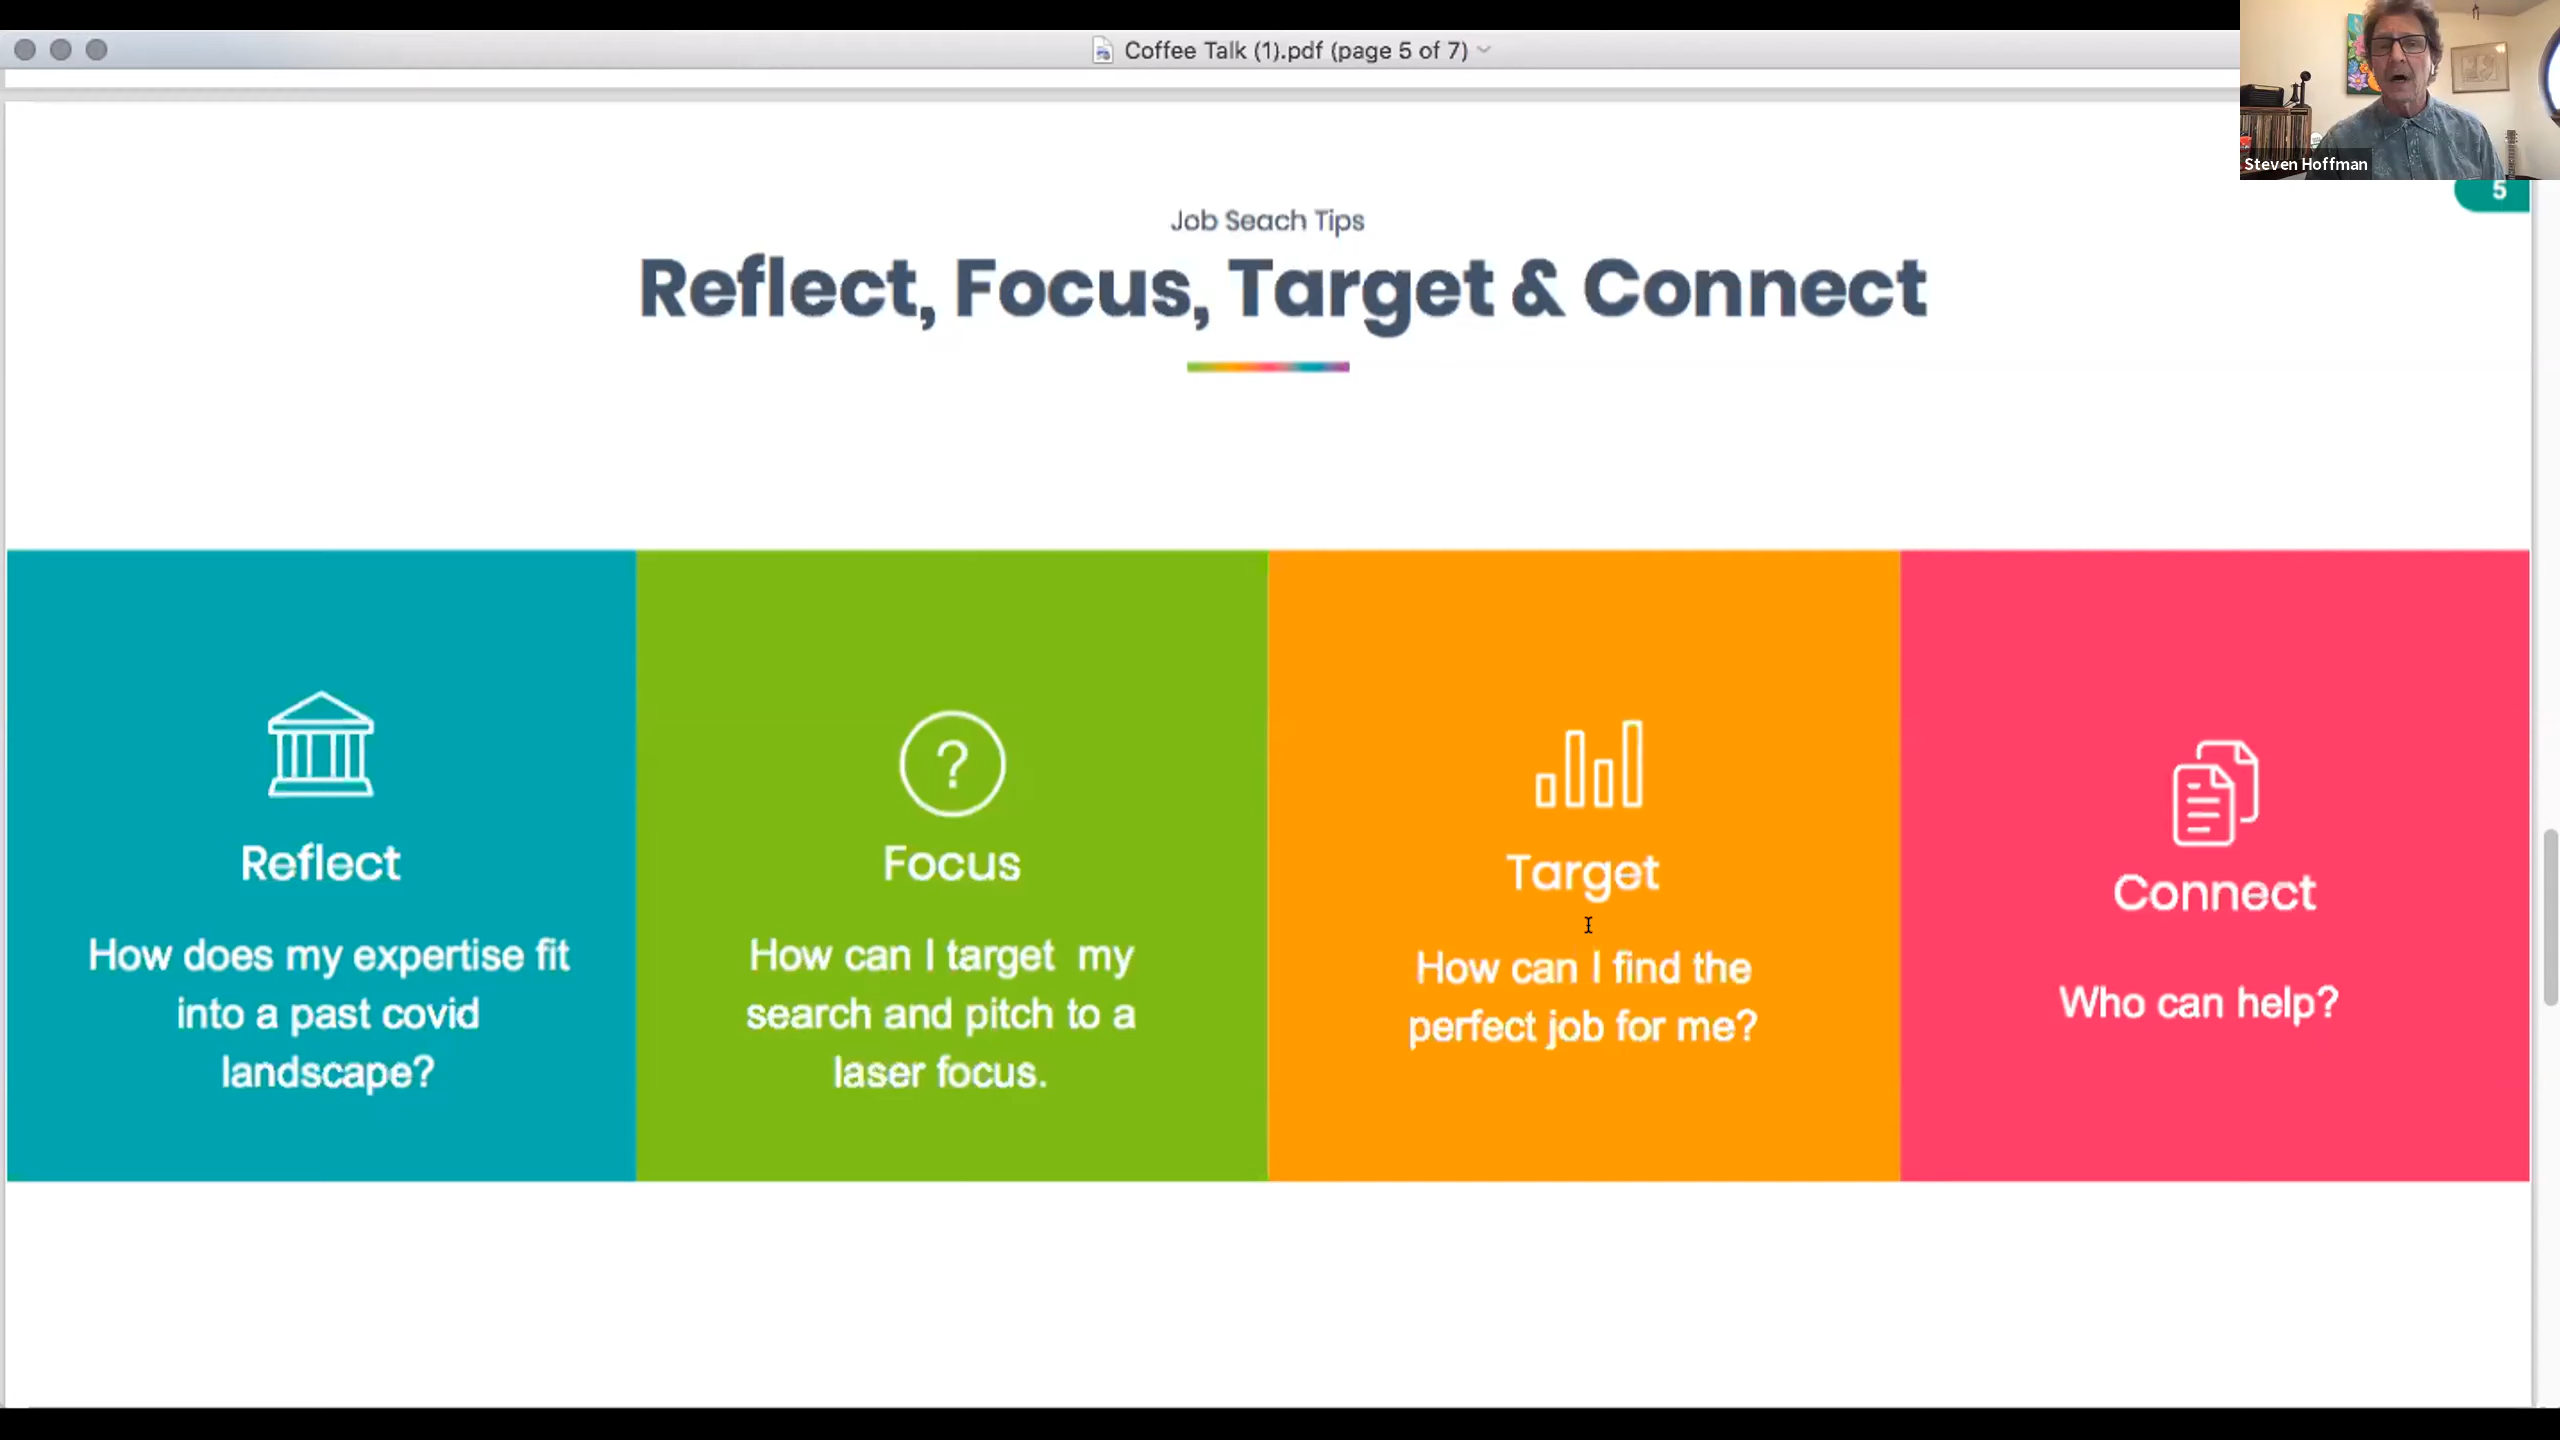 Coffee Talk (1).pdf (page 5 of 7)
Steven Hoffman
5
Job Seach Tips
Reflect, Focus, Target & Connect
Reflect
How does my expertise fit
into a past covid
landscape?
?
Focus
How can I target  my
search and pitch to a
laser focus.
Target
How can I find the
perfect job for me?
Connect
Who can help?